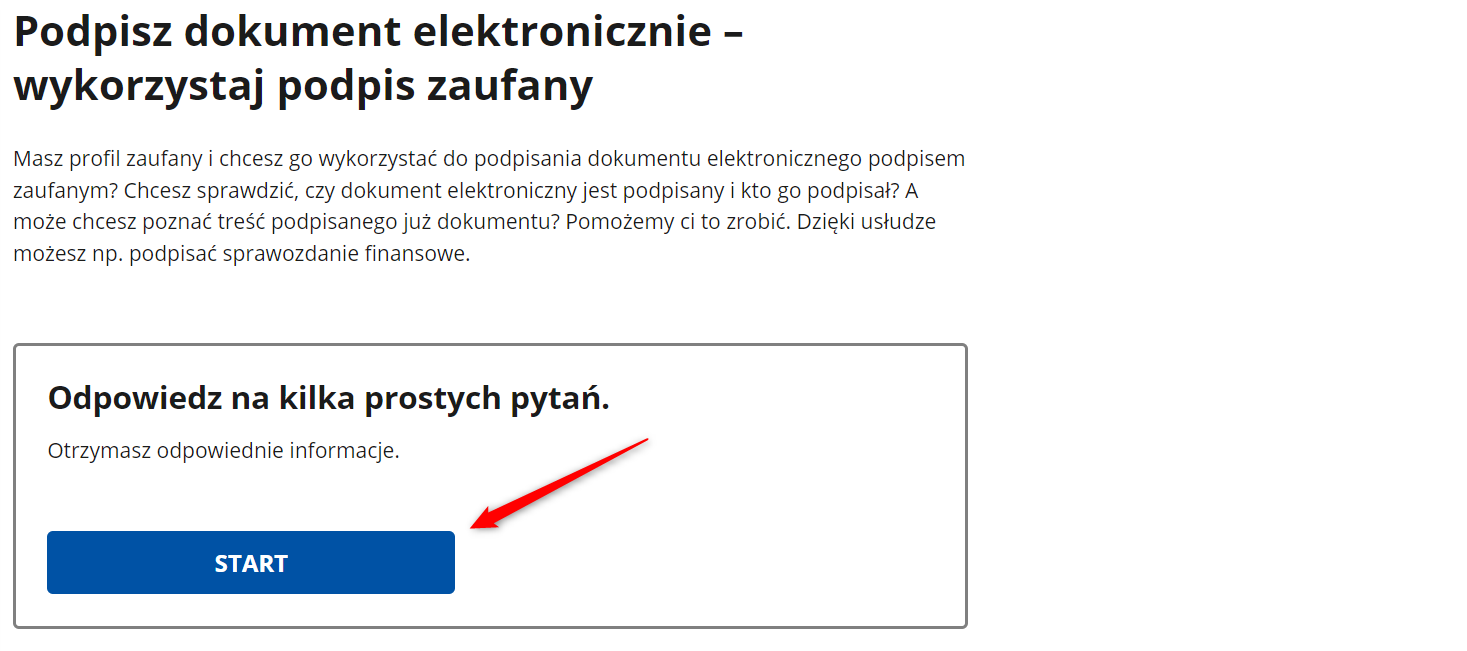 Podpisz dokument elektronicznie –
wykorzystaj podpis zaufany
Masz profil zaufany i chcesz go wykorzystać do podpisania dokumentu elektronicznego podpisem
zaufanym? Chcesz sprawdzić, czy dokument elektroniczny jest podpisany i kto go podpisał? A
może chcesz poznać treść podpisanego już dokumentu? Pomożemy ci to zrobić. Dzięki usłudze
możesz np. podpisać sprawozdanie finansowe.
Odpowiedz na kilka prostych pytań.
Otrzymasz odpowiednie informacje.
START